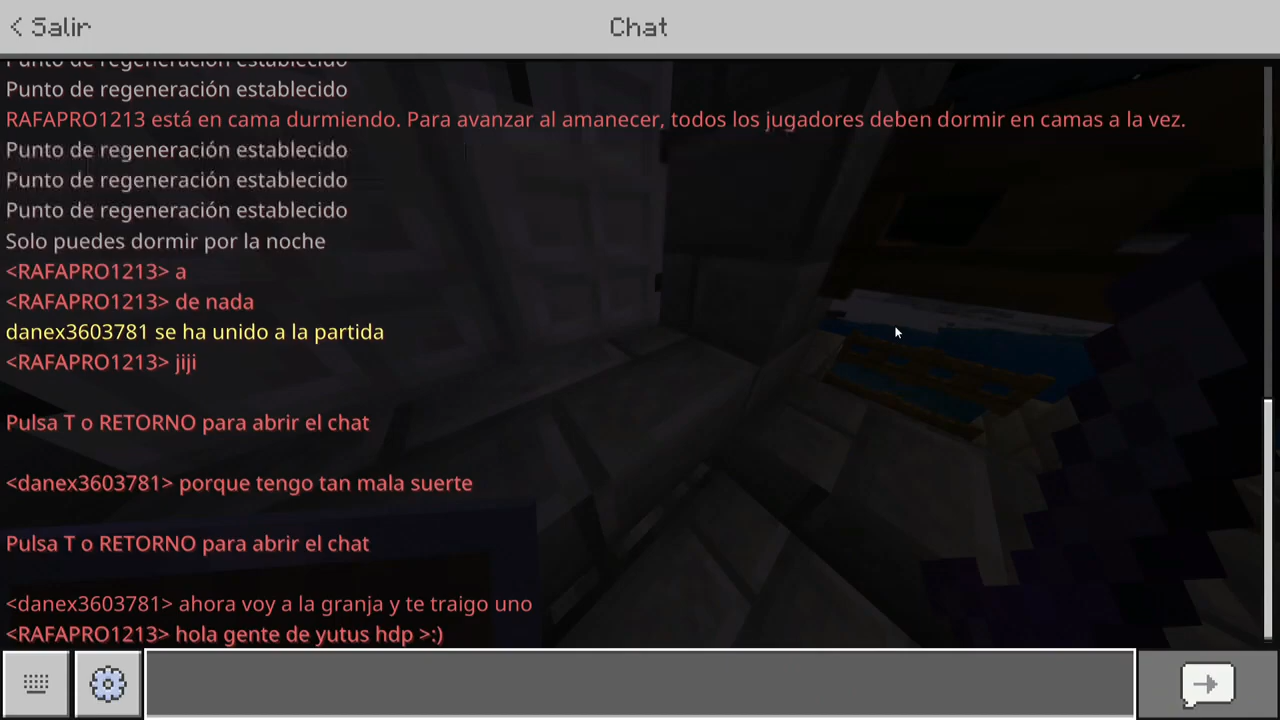 < Salir
Chat
Punto de regeneración establecido
Punto de regeneración establecido
RAFAPRO1213 está en cama durmiendo. Para avanzar al amanecer, todos los jugadores deben dormir en camas a la vez.
Punto de regeneración establecido
Punto de regeneración establecido
Punto de regeneración establecido
Solo puedes dormir por la noche
<RAFAPRO1213> a
<RAFAPRO1213> de nada
danex3603781 se ha unido a la partida
<RAFAPRO1213> jiji
Pulsa T o RETORNO para abrir el chat
<danex3603781> porque tengo tan mala suerte
Pulsa T o RETORNO para abrir el chat
<danex3603781> ahora voy a la granja y te traigo uno
<RAFAPRO1213> hola gente de yutus hdp >:)